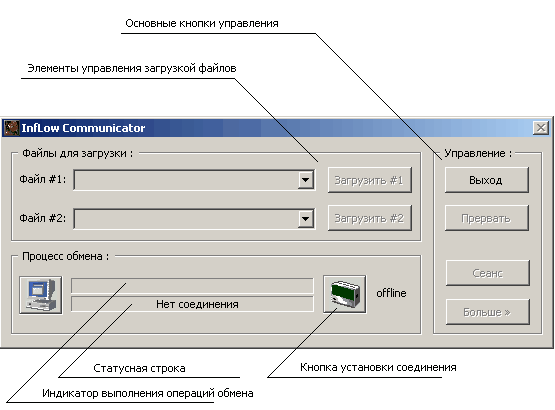 Основные кнопки управления
Элементы управления загрузкой файлов
InfLow Communicator
Файлы для загрузки :
Управление :
Файл #1:
Загрузить #1
Выход
Файл #2:
Загрузить #2
Прервать
Процесс обмена :
Сеанс
offline
Нет соединения
Больше »
Статусная строка
Кнопка установки соединения
Индикатор выполнения операций обмена